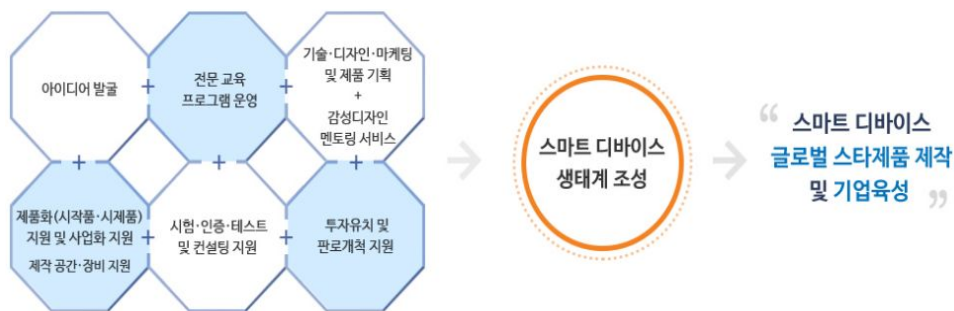 아이디어 발굴
+
전문 교육
프로그램 운영
+
기술·디자인·마케팅
및 제품 기획
+
감성디자인
멘토링 서비스
+
+
+
제품화(시작품·시제품)
지원 및 사업화 지원
제작 공간·장비 지원
+
시험·인증·테스트
및 컨설팅 지원
+
투자유치 및
판로개척 지원
스마트 디바이스
생태계 조성
“ 스마트 디바이스
글로벌 스타제품 제작
및 기업육성 ”